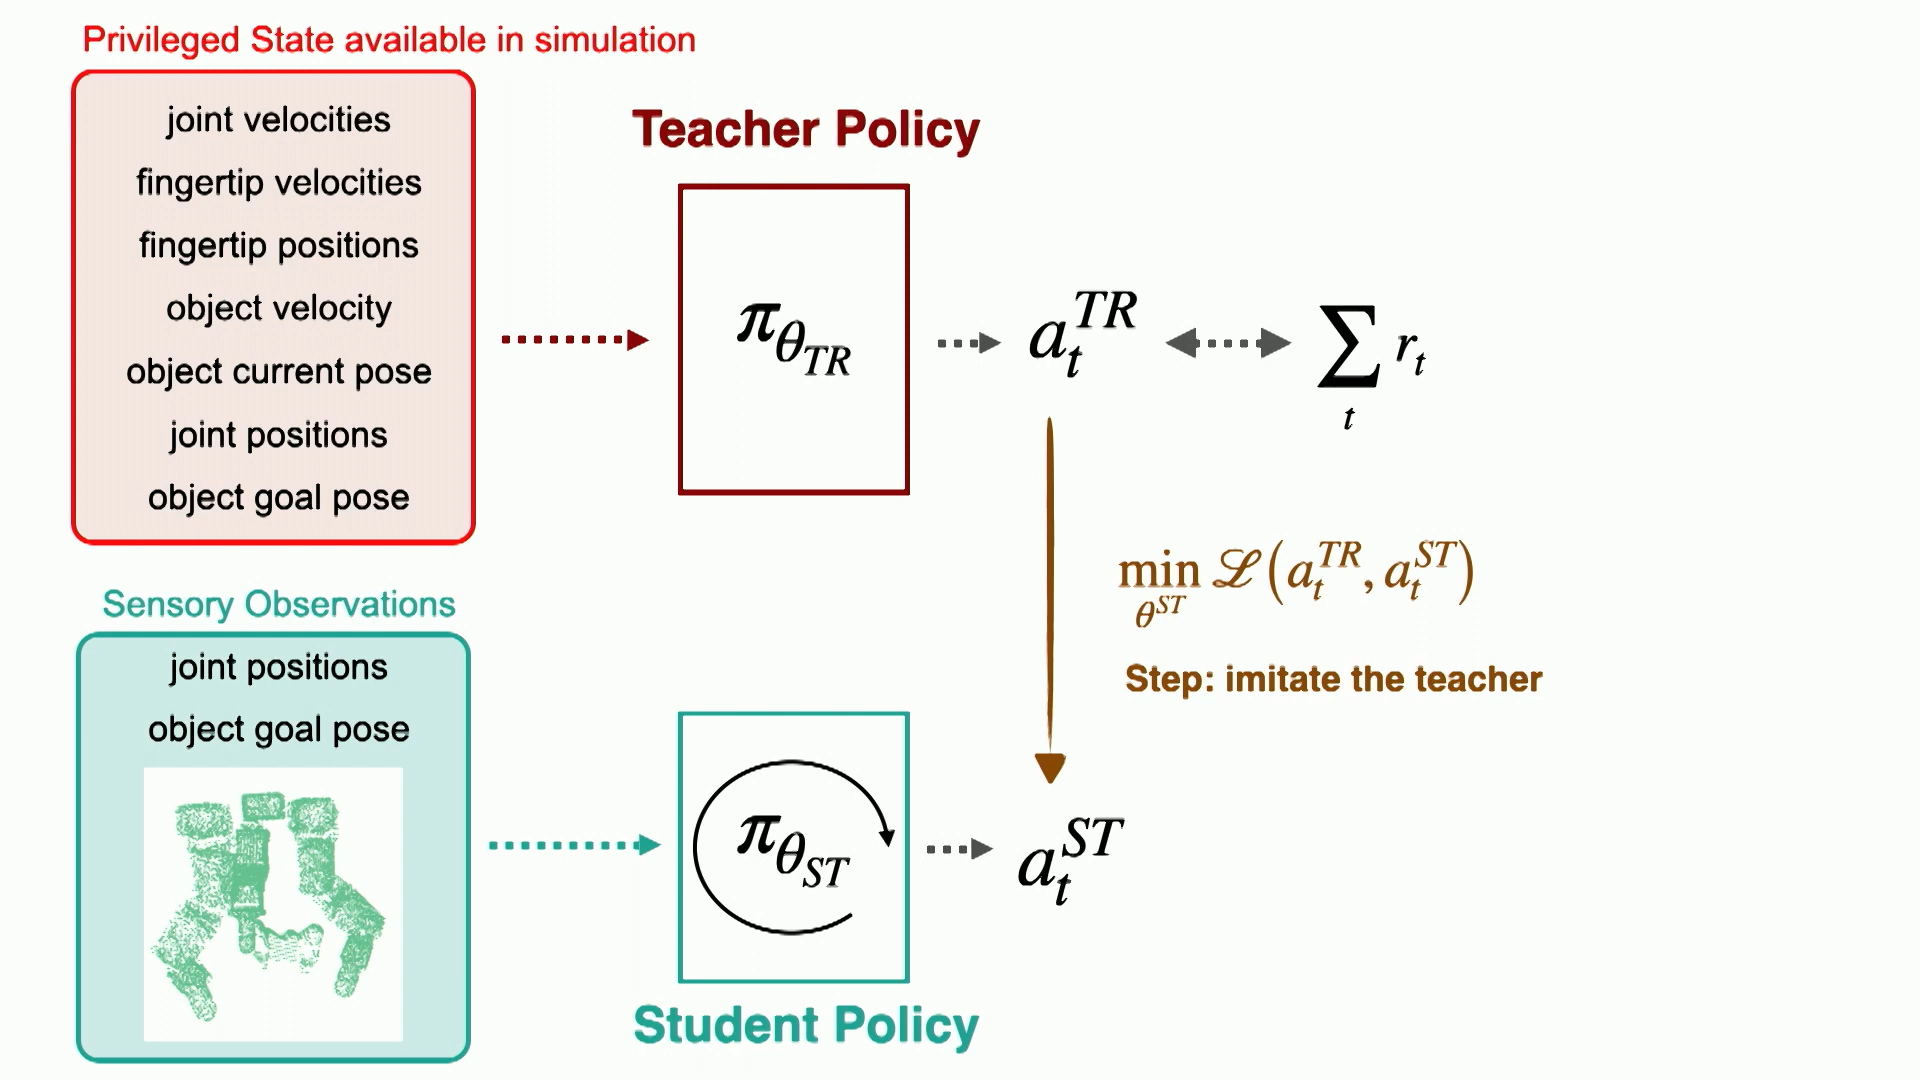 Privileged State available in simulation
joint velocities
fingertip velocities
fingertip positions
object velocity
object current pose
joint positions
object goal pose
Teacher Policy
π_{θ_{TR}}
a_t^{TR}
∑_t r_t
min_{θ^{ST}} ℒ(a_t^{TR}, a_t^{ST})
Step: imitate the teacher
Sensory Observations
joint positions
object goal pose
π_{θ_{ST}}
a_t^{ST}
Student Policy